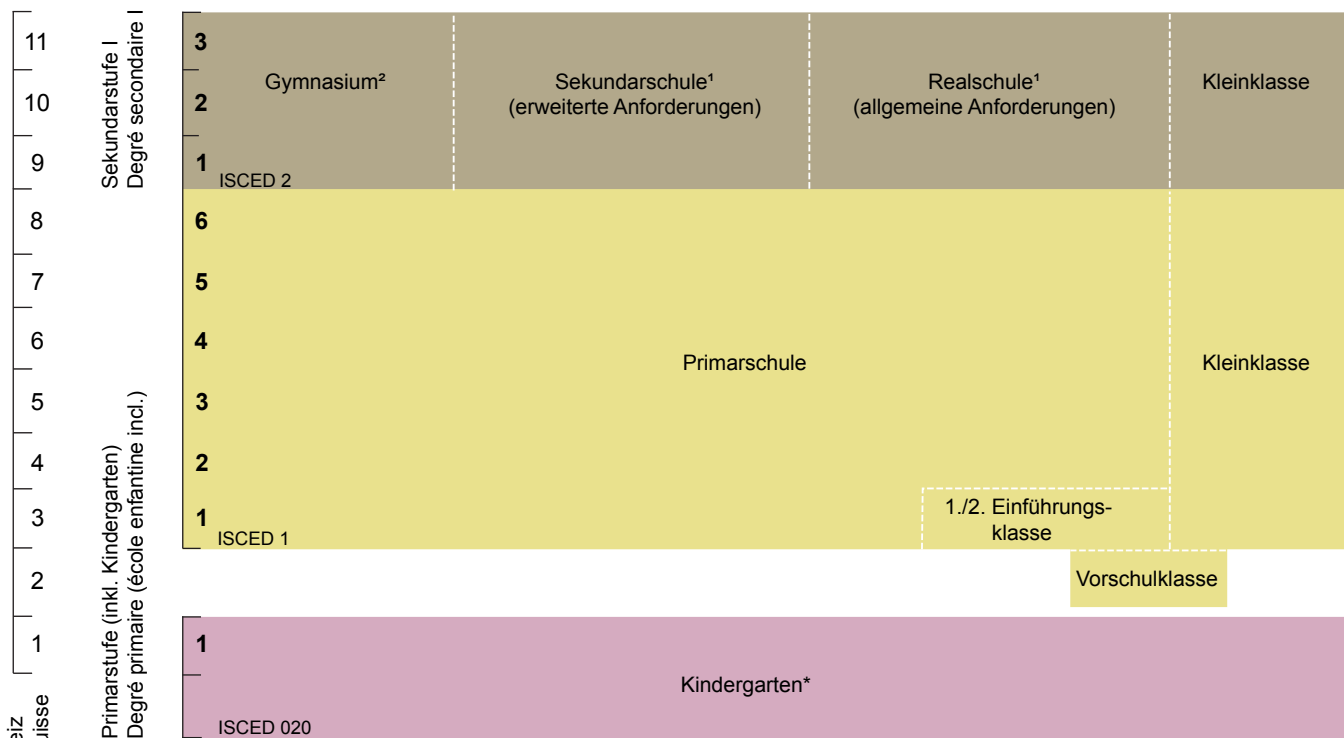 11
Sekundarstufe I
Degré secondaire I
3
Gymnasium²
Sekundarschule¹
(erweiterte Anforderungen)
Realschule¹
(allgemeine Anforderungen)
Kleinklasse
10
2
9
1
ISCED 2
8
6
7
5
6
4
Primarschule
Kleinklasse
5
3
4
2
Primarstufe (inkl. Kindergarten)
Degré primaire (école enfantine incl.)
3
1
ISCED 1
1./2. Einführungs-
klasse
2
Vorschulklasse
1
1
Kindergarten*
ISCED 020